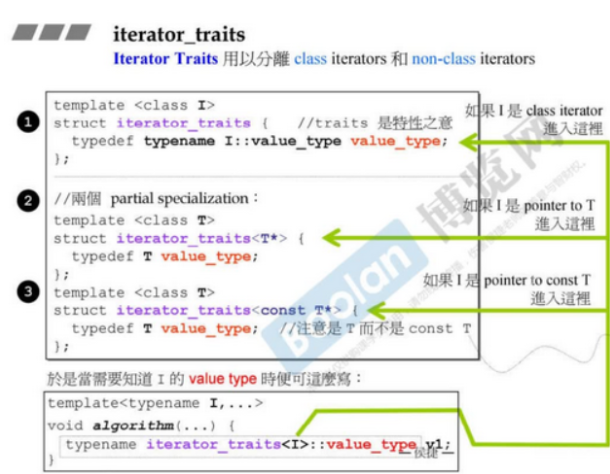 iterator_traits
Iterator Traits 用以分離 class iterators 和 non-class iterators
1
template <class I>
struct iterator_traits { //traits 是特性之意
typedef typename I::value_type value_type;
};
如果 I 是 class iterator
進入這裡
2
//兩個 partial specialization：
template <class T>
struct iterator_traits<T*> {
typedef T value_type;
};
如果 I 是 pointer to T
進入這裡
3
template <class T>
struct iterator_traits<const T*> {
typedef T value_type; //注意是 T 而不是 const T
};
如果 I 是 pointer to const T
進入這裡
於是當需要知道 I 的 value type 時便可這麼寫：
template<typename I,...>
void algorithm(...) {
typename iterator_traits<I>::value_type v1;
}
— 侯捷 —
Boolan 博览网